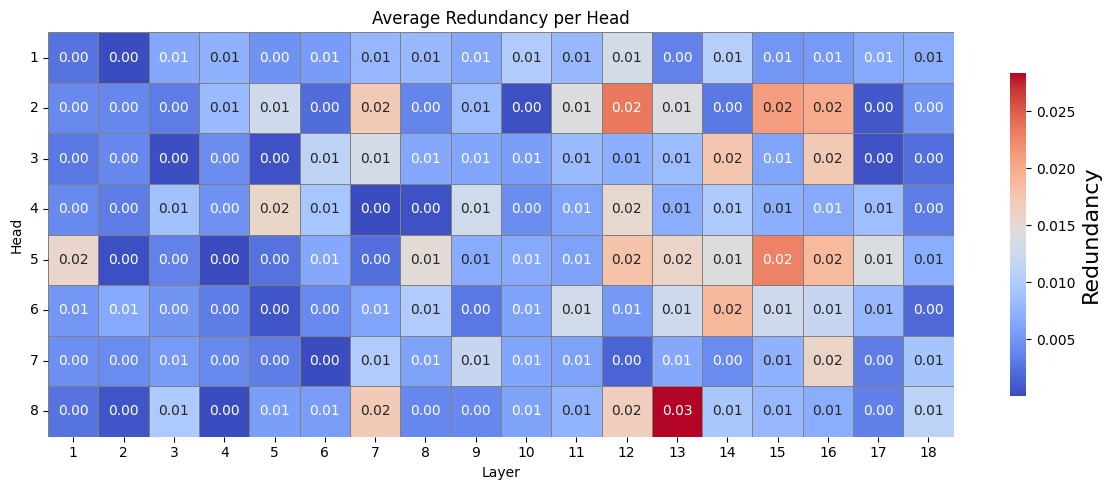 Average Redundancy per Head
1 0.00 0.00 0.01 0.01 0.00 0.01 0.01 0.01 0.01 0.01 0.01 0.01 0.00 0.01 0.01 0.01 0.01 0.01
2 0.00 0.00 0.00 0.01 0.01 0.00 0.02 0.00 0.01 0.00 0.01 0.02 0.01 0.00 0.02 0.02 0.00 0.00
3 0.00 0.00 0.00 0.00 0.00 0.01 0.01 0.01 0.01 0.01 0.01 0.01 0.01 0.02 0.01 0.02 0.00 0.00
4 0.00 0.00 0.01 0.00 0.02 0.01 0.00 0.00 0.01 0.00 0.01 0.02 0.01 0.01 0.01 0.01 0.01 0.00
5 0.02 0.00 0.00 0.00 0.00 0.01 0.00 0.01 0.01 0.01 0.01 0.02 0.02 0.01 0.02 0.02 0.01 0.01
6 0.01 0.01 0.00 0.00 0.00 0.00 0.01 0.01 0.00 0.01 0.01 0.01 0.01 0.02 0.01 0.01 0.01 0.00
7 0.00 0.00 0.01 0.00 0.00 0.00 0.01 0.01 0.01 0.01 0.01 0.00 0.01 0.00 0.01 0.02 0.00 0.01
8 0.00 0.00 0.01 0.00 0.01 0.01 0.02 0.00 0.00 0.01 0.01 0.02 0.03 0.01 0.01 0.01 0.00 0.01
1 2 3 4 5 6 7 8 9 10 11 12 13 14 15 16 17 18
Layer
Head
0.025
0.020
0.015
0.010
0.005
Redundancy